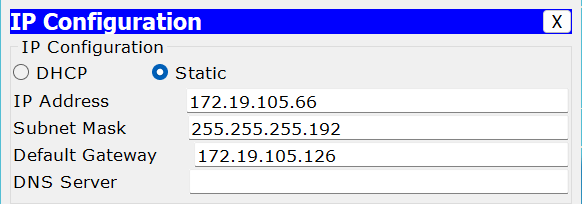 IP Configuration X
IP Configuration
DHCP Static
IP Address 172.19.105.66
Subnet Mask 255.255.255.192
Default Gateway 172.19.105.126
DNS Server